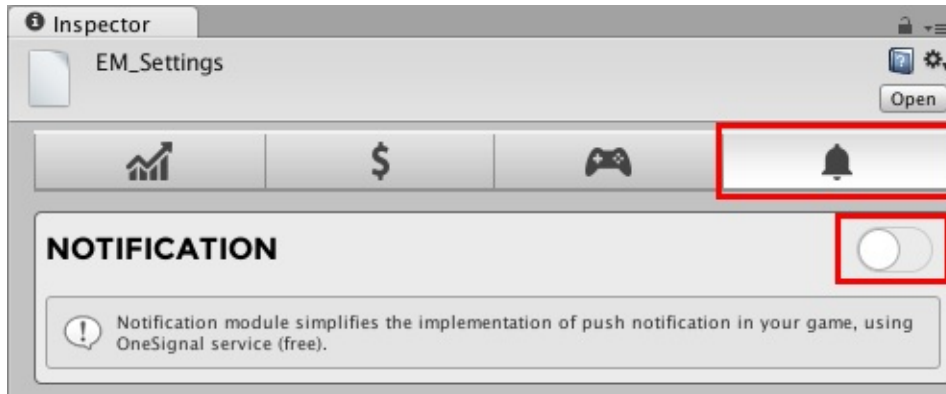 Inspector
EM_Settings
Open
$
NOTIFICATION
Notification module simplifies the implementation of push notification in your game, using
OneSignal service (free).